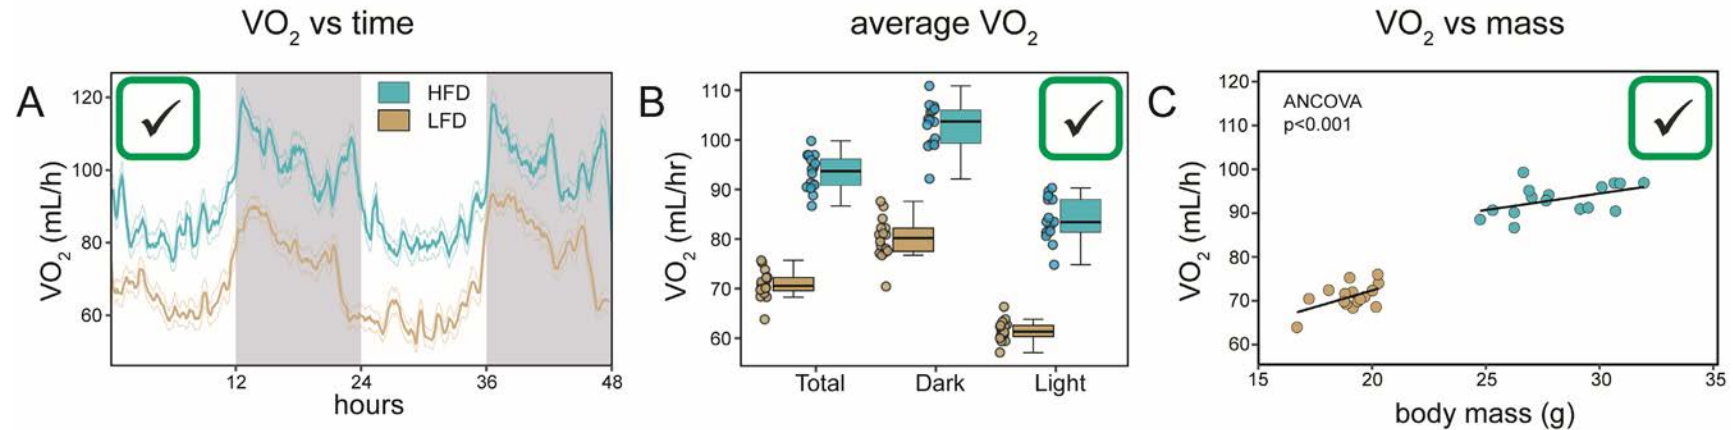 VO₂ vs time
average VO₂
VO₂ vs mass
A
VO₂ (mL/h)
120
100
80
60
12
24
36
48
hours
HFD
LFD
B
VO₂ (mL/hr)
110
100
90
80
70
60
Total
Dark
Light
C
VO₂ (mL/h)
120
110
100
90
80
70
60
ANCOVA
p<0.001
15
20
25
30
35
body mass (g)